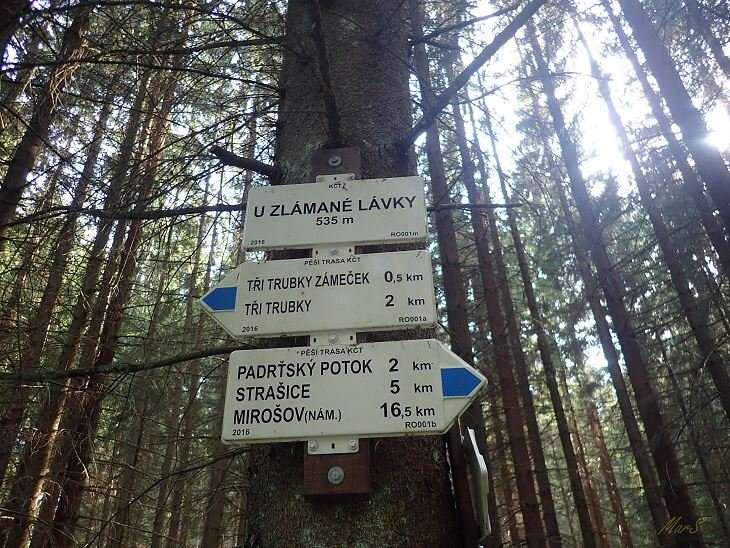 KČT
U ZLÁMANÉ LÁVKY
535 m
2016 RO001m
PĚŠÍ TRASA KČT
TŘI TRUBKY ZÁMEČEK 0,5 km
TŘI TRUBKY 2 km
2016 RO001a
PĚŠÍ TRASA KČT
PADRŤSKÝ POTOK 2 km
STRAŠICE 5 km
MIROŠOV(NÁM.) 16,5 km
2016 RO001b
MarS